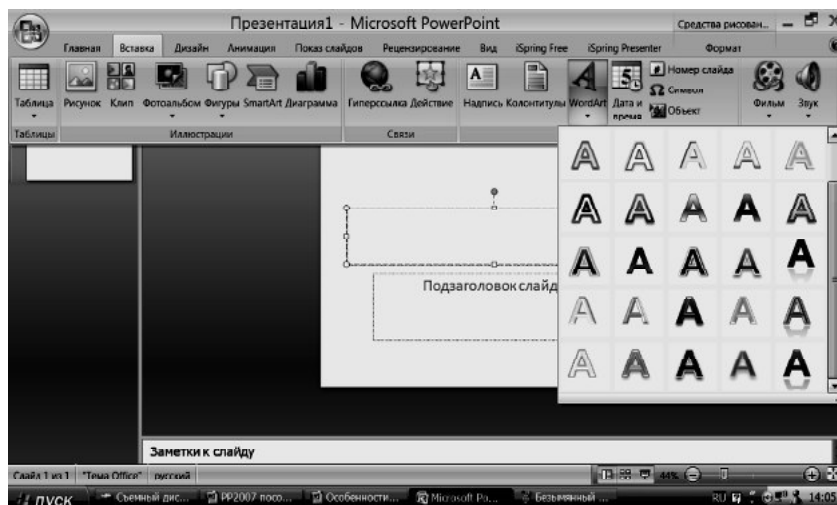 Презентация1 - Microsoft PowerPoint
Средства рисован...
Главная Вставка Дизайн Анимация Показ слайдов Рецензирование Вид iSpring Free iSpring Presenter Формат
Таблица Рисунок Клип Фотоальбом Фигуры SmartArt Диаграмма Гиперссылка Действие Надпись Колонтитулы WordArt Дата и время Номер слайда Символ Объект Фильм Звук
Таблицы Иллюстрации Связи
Подзаголовок слайд
Заметки к слайду
Слайд 1 из 1 "Тема Office" русский 44%
пуск Съемный дис... PP2007 посо... Особенности... Microsoft Po... Безымянный ... RU 14:05